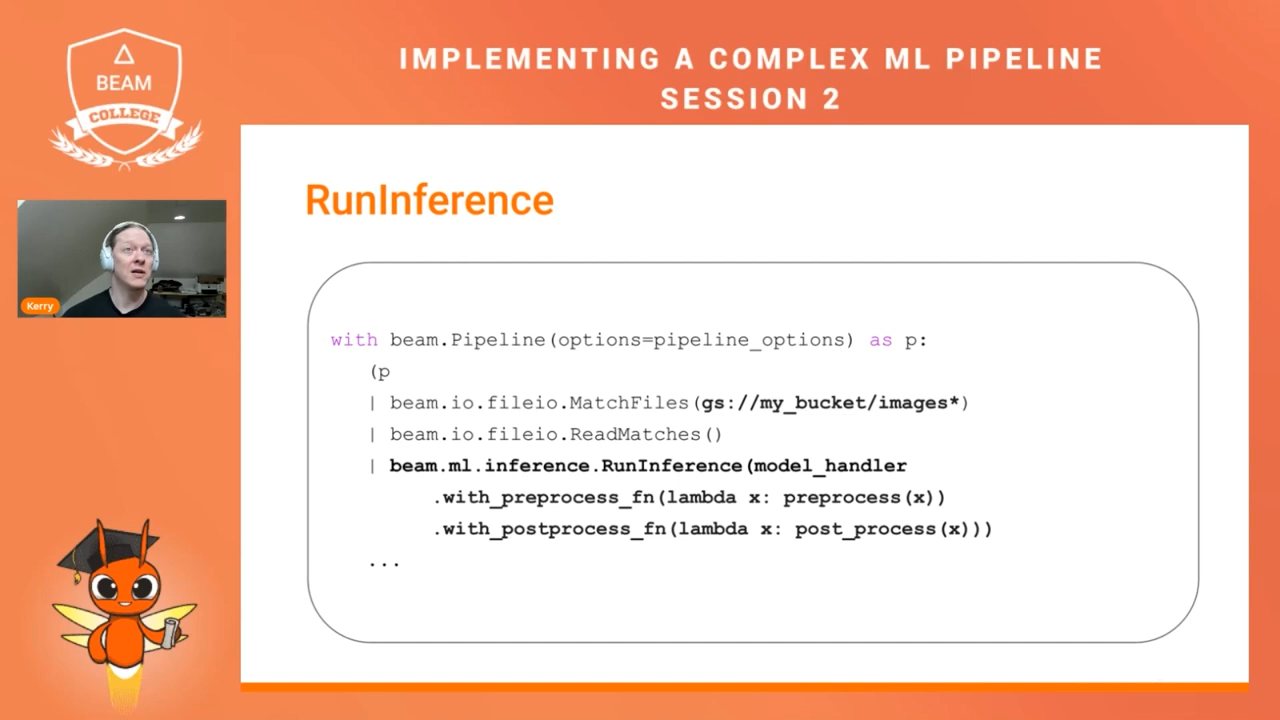 BEAM
COLLEGE
IMPLEMENTING A COMPLEX ML PIPELINE
SESSION 2
Kerry
RunInference
with beam.Pipeline(options=pipeline_options) as p:
(p
| beam.io.fileio.MatchFiles(gs://my_bucket/images*)
| beam.io.fileio.ReadMatches()
| beam.ml.inference.RunInference(model_handler
.with_preprocess_fn(lambda x: preprocess(x))
.with_postprocess_fn(lambda x: post_process(x)))
...